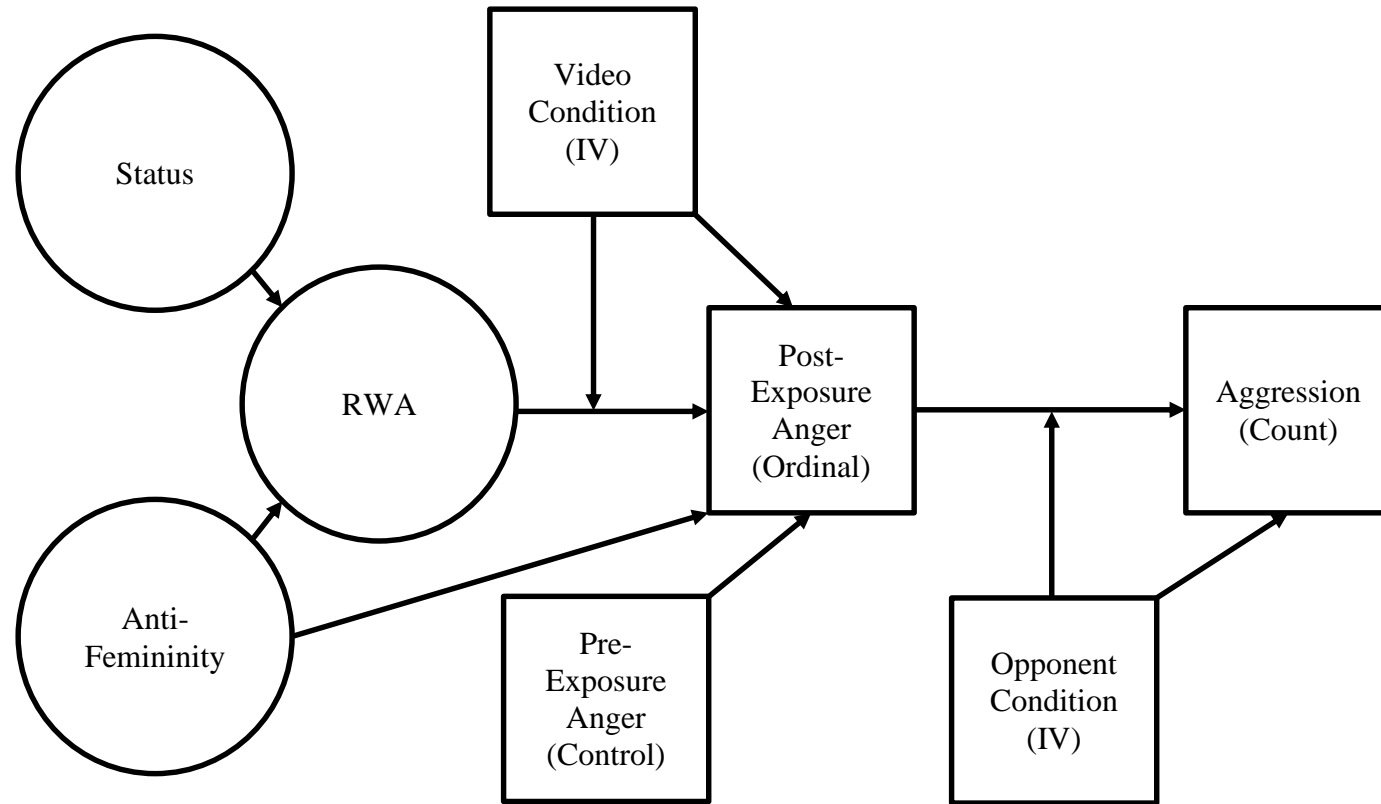 Status
Video
Condition
(IV)
RWA
Post-
Exposure
Anger
(Ordinal)
Aggression
(Count)
Anti-
Femininity
Pre-
Exposure
Anger
(Control)
Opponent
Condition
(IV)